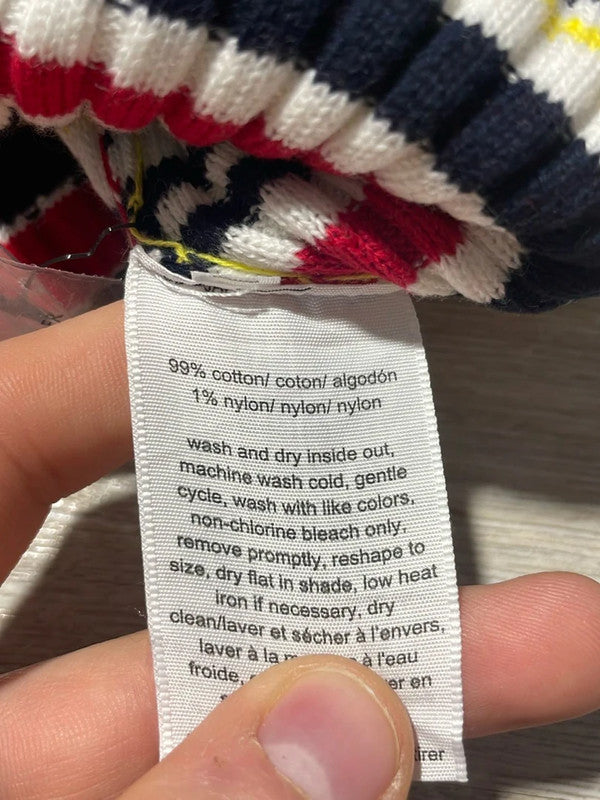 99% cotton/ coton/ algodón
1% nylon/ nylon/ nylon
wash and dry inside out,
machine wash cold, gentle
cycle, wash with like colors,
non-chlorine bleach only,
remove promptly, reshape to
size, dry flat in shade, low heat
iron if necessary, dry
clean/laver et sécher à l'envers,
laver à la à l'eau
froide, en